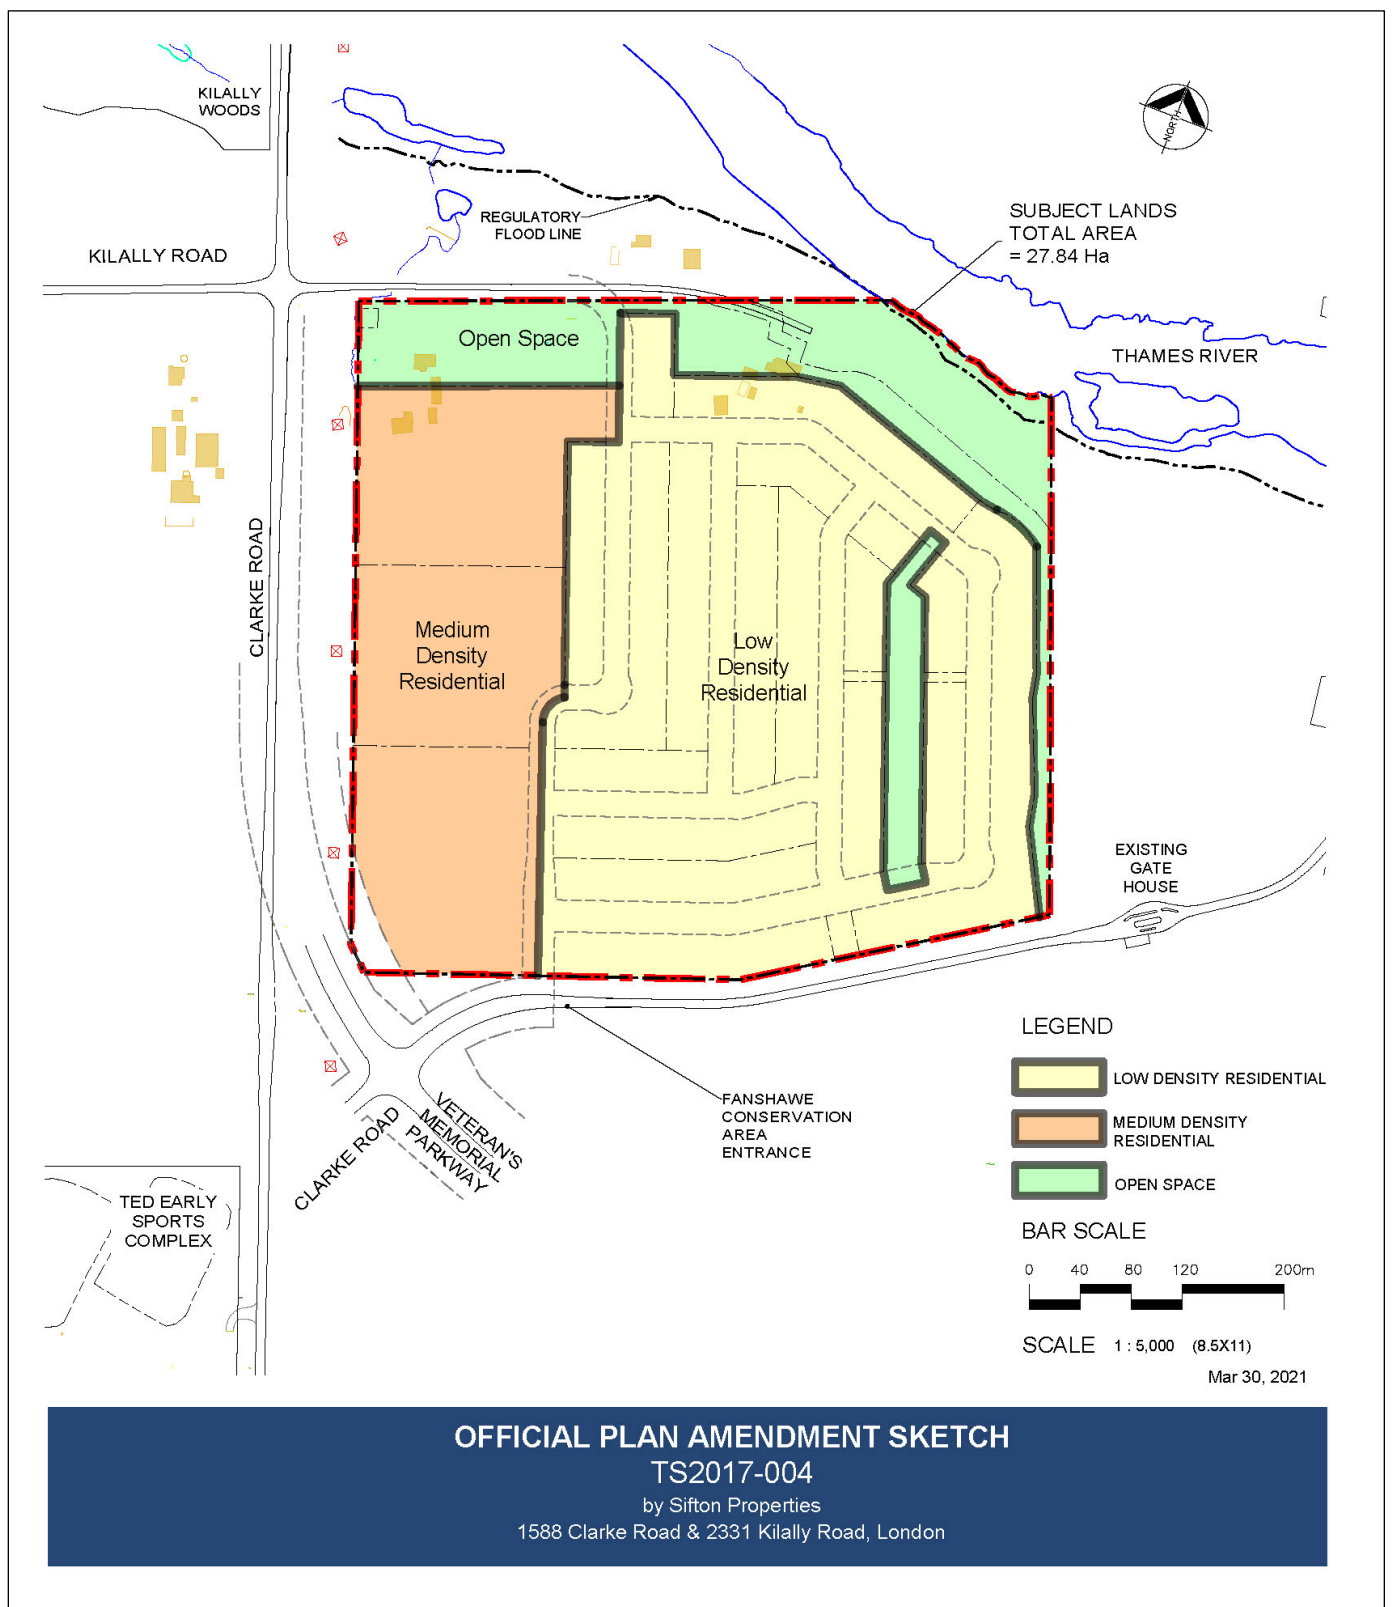 KILALLY
WOODS
NORTH
SUBJECT LANDS
TOTAL AREA
= 27.84 Ha
REGULATORY
FLOOD LINE
KILALLY ROAD
Open Space
THAMES RIVER
CLARKE ROAD
Medium
Density
Residential
Low
Density
Residential
EXISTING
GATE
HOUSE
LEGEND
LOW DENSITY RESIDENTIAL
MEDIUM DENSITY
RESIDENTIAL
OPEN SPACE
FANSHAWE
CONSERVATION
AREA
ENTRANCE
CLARKE ROAD
VETERAN'S
MEMORIAL
PARKWAY
TED EARLY
SPORTS
COMPLEX
BAR SCALE
0 40 80 120 200m
SCALE 1 : 5,000 (8.5X11)
Mar 30, 2021
OFFICIAL PLAN AMENDMENT SKETCH
TS2017-004
by Sifton Properties
1588 Clarke Road & 2331 Kilally Road, London